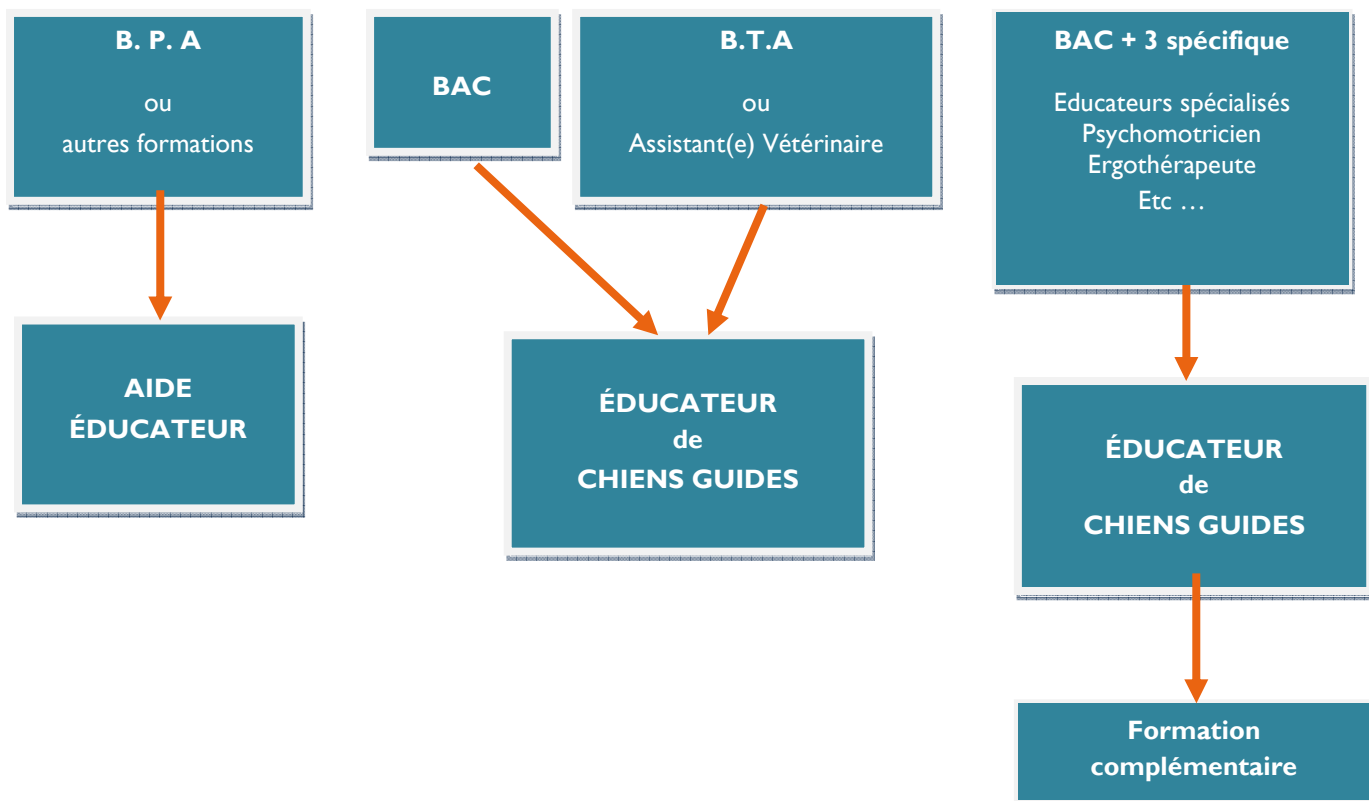 B. P. A
ou
autres formations
BAC
B.T.A
ou
Assistant(e) Vétérinaire
BAC + 3 spécifique
Educateurs spécialisés
Psychomotricien
Ergothérapeute
Etc …
AIDE
ÉDUCATEUR
ÉDUCATEUR
de
CHIENS GUIDES
ÉDUCATEUR
de
CHIENS GUIDES
Formation
complémentaire